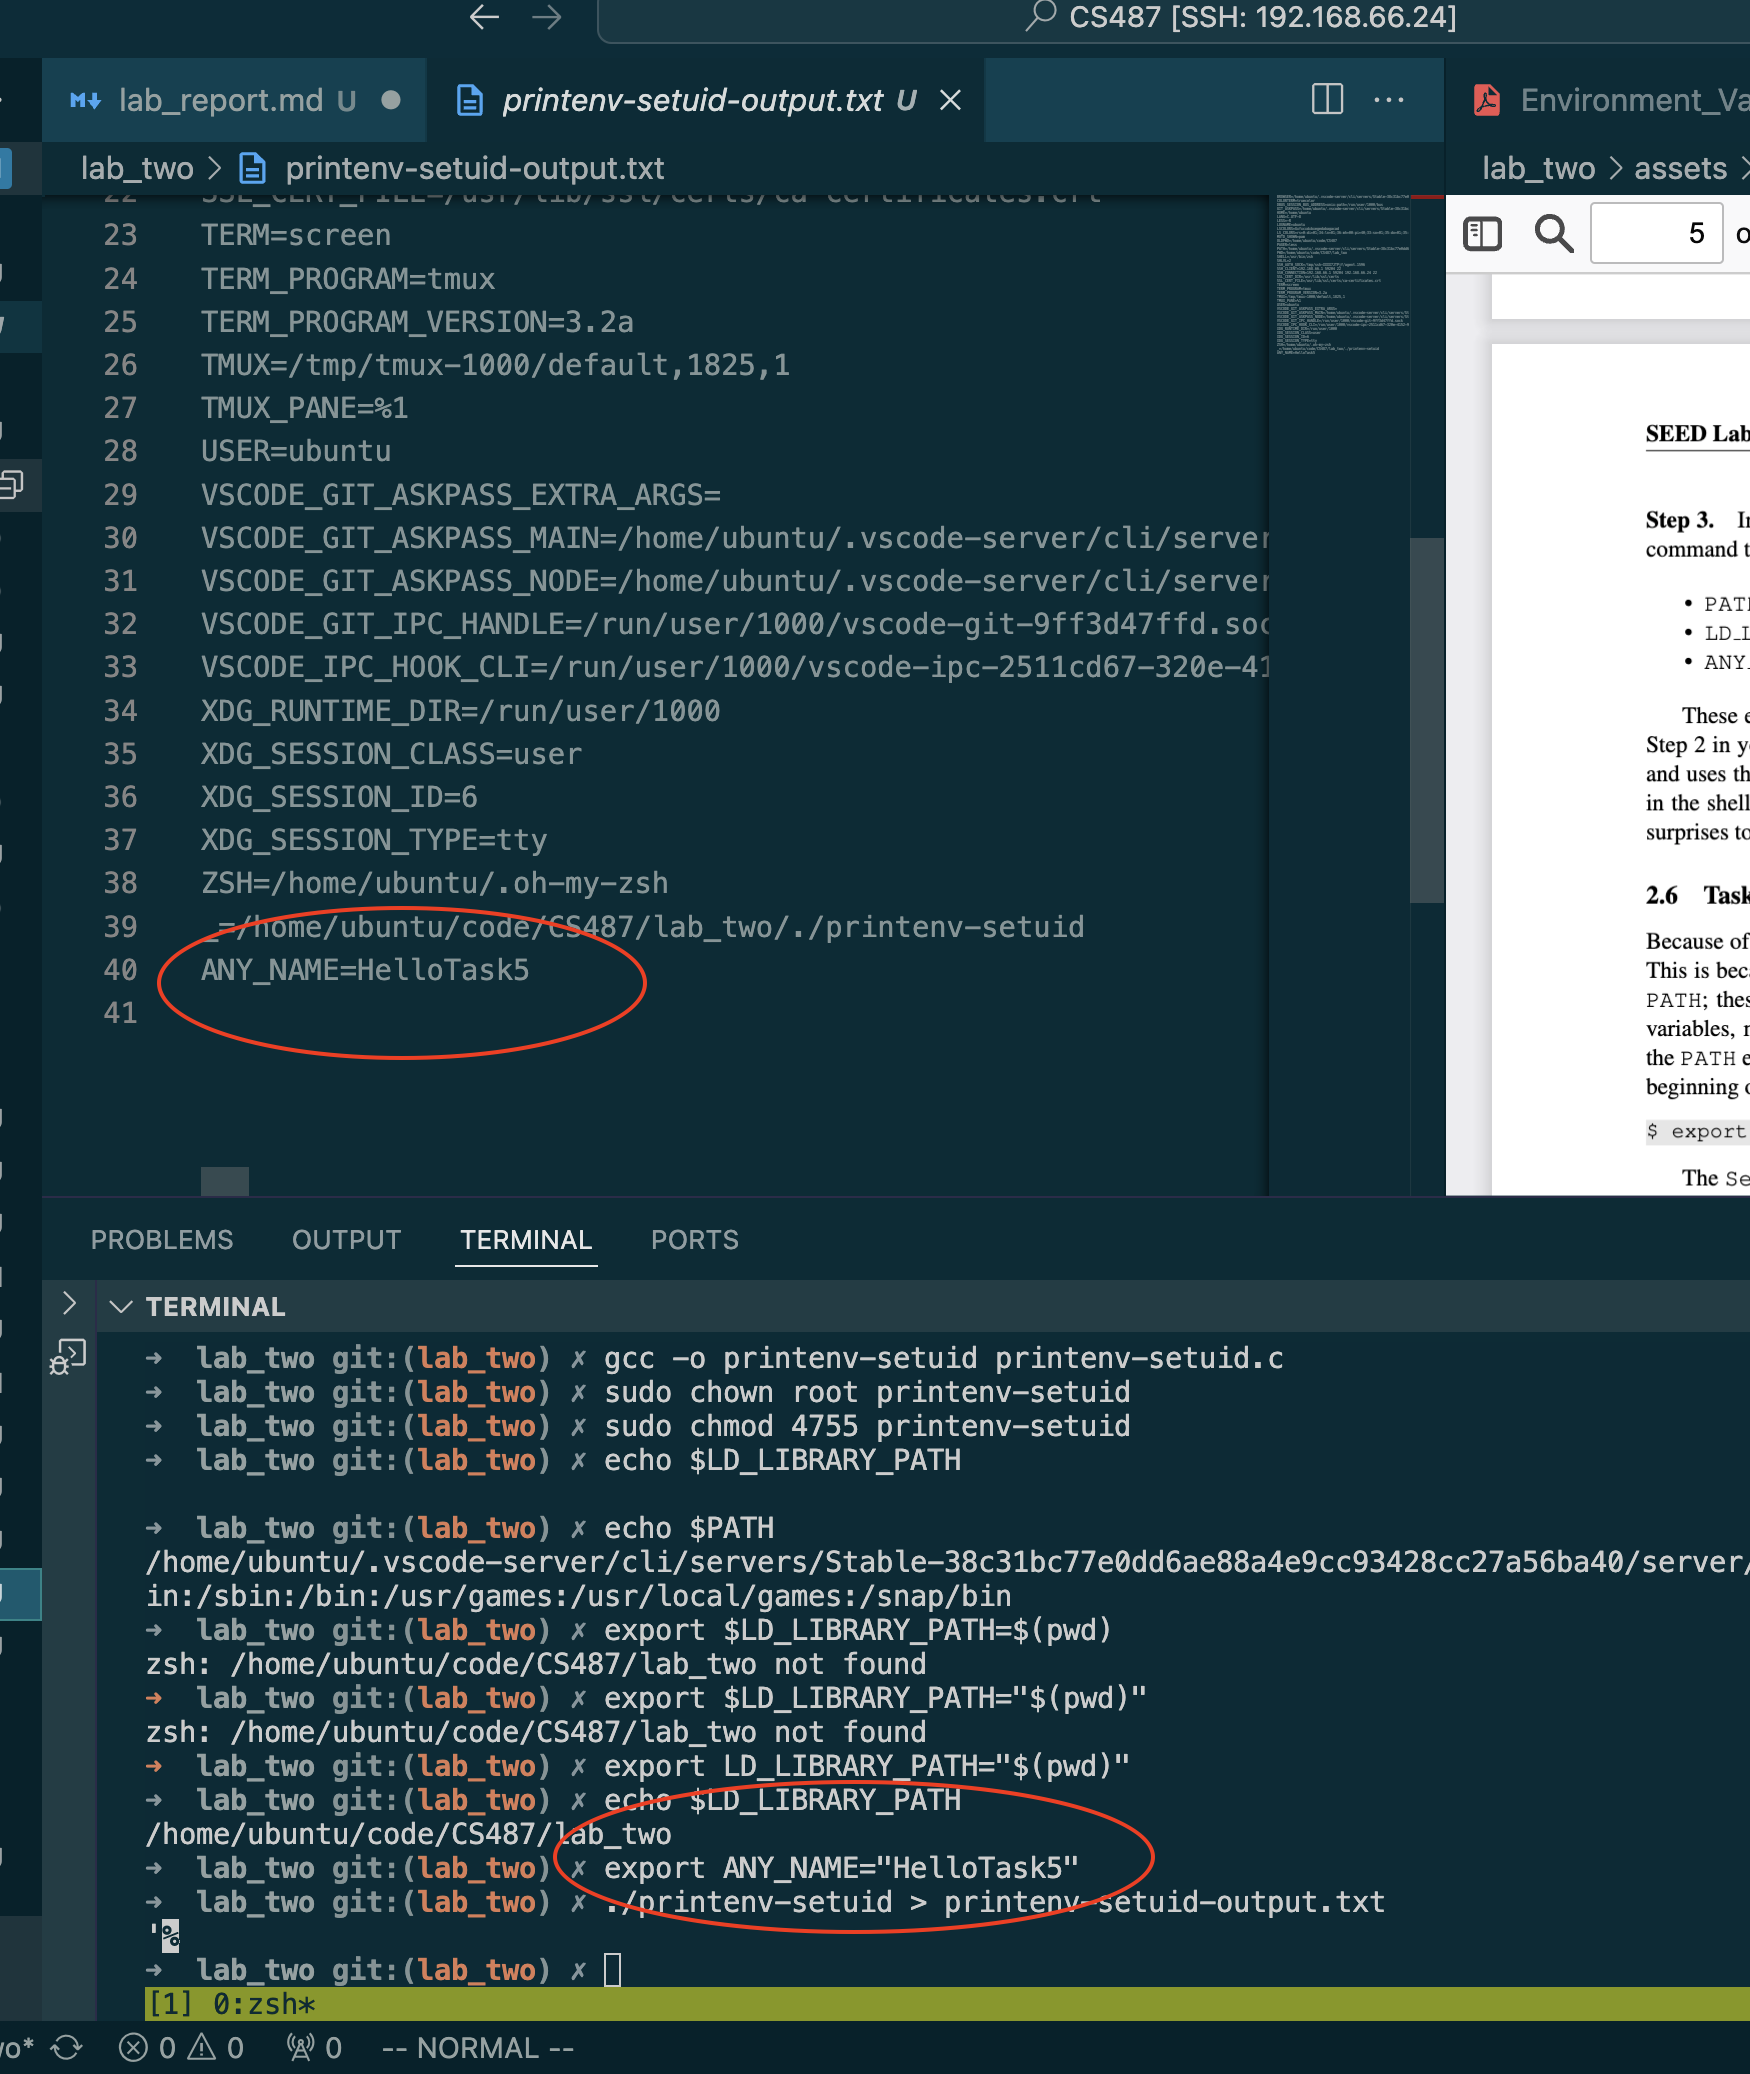 CS487 [SSH: 192.168.66.24]
lab_report.md U
printenv-setuid-output.txt U
Environment_Va
lab_two > printenv-setuid-output.txt
lab_two > assets >
22 SSL_CERT_FILE=/usr/lib/ssl/certs/ca-certificates.crt
23 TERM=screen
24 TERM_PROGRAM=tmux
25 TERM_PROGRAM_VERSION=3.2a
26 TMUX=/tmp/tmux-1000/default,1825,1
27 TMUX_PANE=%1
28 USER=ubuntu
29 VSCODE_GIT_ASKPASS_EXTRA_ARGS=
30 VSCODE_GIT_ASKPASS_MAIN=/home/ubuntu/.vscode-server/cli/server
31 VSCODE_GIT_ASKPASS_NODE=/home/ubuntu/.vscode-server/cli/server
32 VSCODE_GIT_IPC_HANDLE=/run/user/1000/vscode-git-9ff3d47ffd.soc
33 VSCODE_IPC_HOOK_CLI=/run/user/1000/vscode-ipc-2511cd67-320e-41
34 XDG_RUNTIME_DIR=/run/user/1000
35 XDG_SESSION_CLASS=user
36 XDG_SESSION_ID=6
37 XDG_SESSION_TYPE=tty
38 ZSH=/home/ubuntu/.oh-my-zsh
39 _=/home/ubuntu/code/CS487/lab_two/./printenv-setuid
40 ANY_NAME=HelloTask5
41
5 o
SEED Lab
Step 3. In
command t
• PATH
• LD_L
• ANY_
These e
Step 2 in y
and uses th
in the shell
surprises to
2.6 Task
Because of
This is bec
PATH; thes
variables, r
the PATH e
beginning o
$ export
The Se
PROBLEMS OUTPUT TERMINAL PORTS
TERMINAL
➜ lab_two git:(lab_two) ✗ gcc -o printenv-setuid printenv-setuid.c
➜ lab_two git:(lab_two) ✗ sudo chown root printenv-setuid
➜ lab_two git:(lab_two) ✗ sudo chmod 4755 printenv-setuid
➜ lab_two git:(lab_two) ✗ echo $LD_LIBRARY_PATH
➜ lab_two git:(lab_two) ✗ echo $PATH
/home/ubuntu/.vscode-server/cli/servers/Stable-38c31bc77e0dd6ae88a4e9cc93428cc27a56ba40/server/
in:/sbin:/bin:/usr/games:/usr/local/games:/snap/bin
➜ lab_two git:(lab_two) ✗ export $LD_LIBRARY_PATH=$(pwd)
zsh: /home/ubuntu/code/CS487/lab_two not found
➜ lab_two git:(lab_two) ✗ export $LD_LIBRARY_PATH="$(pwd)"
zsh: /home/ubuntu/code/CS487/lab_two not found
➜ lab_two git:(lab_two) ✗ export LD_LIBRARY_PATH="$(pwd)"
➜ lab_two git:(lab_two) ✗ echo $LD_LIBRARY_PATH
/home/ubuntu/code/CS487/lab_two
➜ lab_two git:(lab_two) ✗ export ANY_NAME="HelloTask5"
➜ lab_two git:(lab_two) ✗ ./printenv-setuid > printenv-setuid-output.txt
'%
➜ lab_two git:(lab_two) ✗
[1] 0:zsh*
wo* 0 0 0 -- NORMAL --